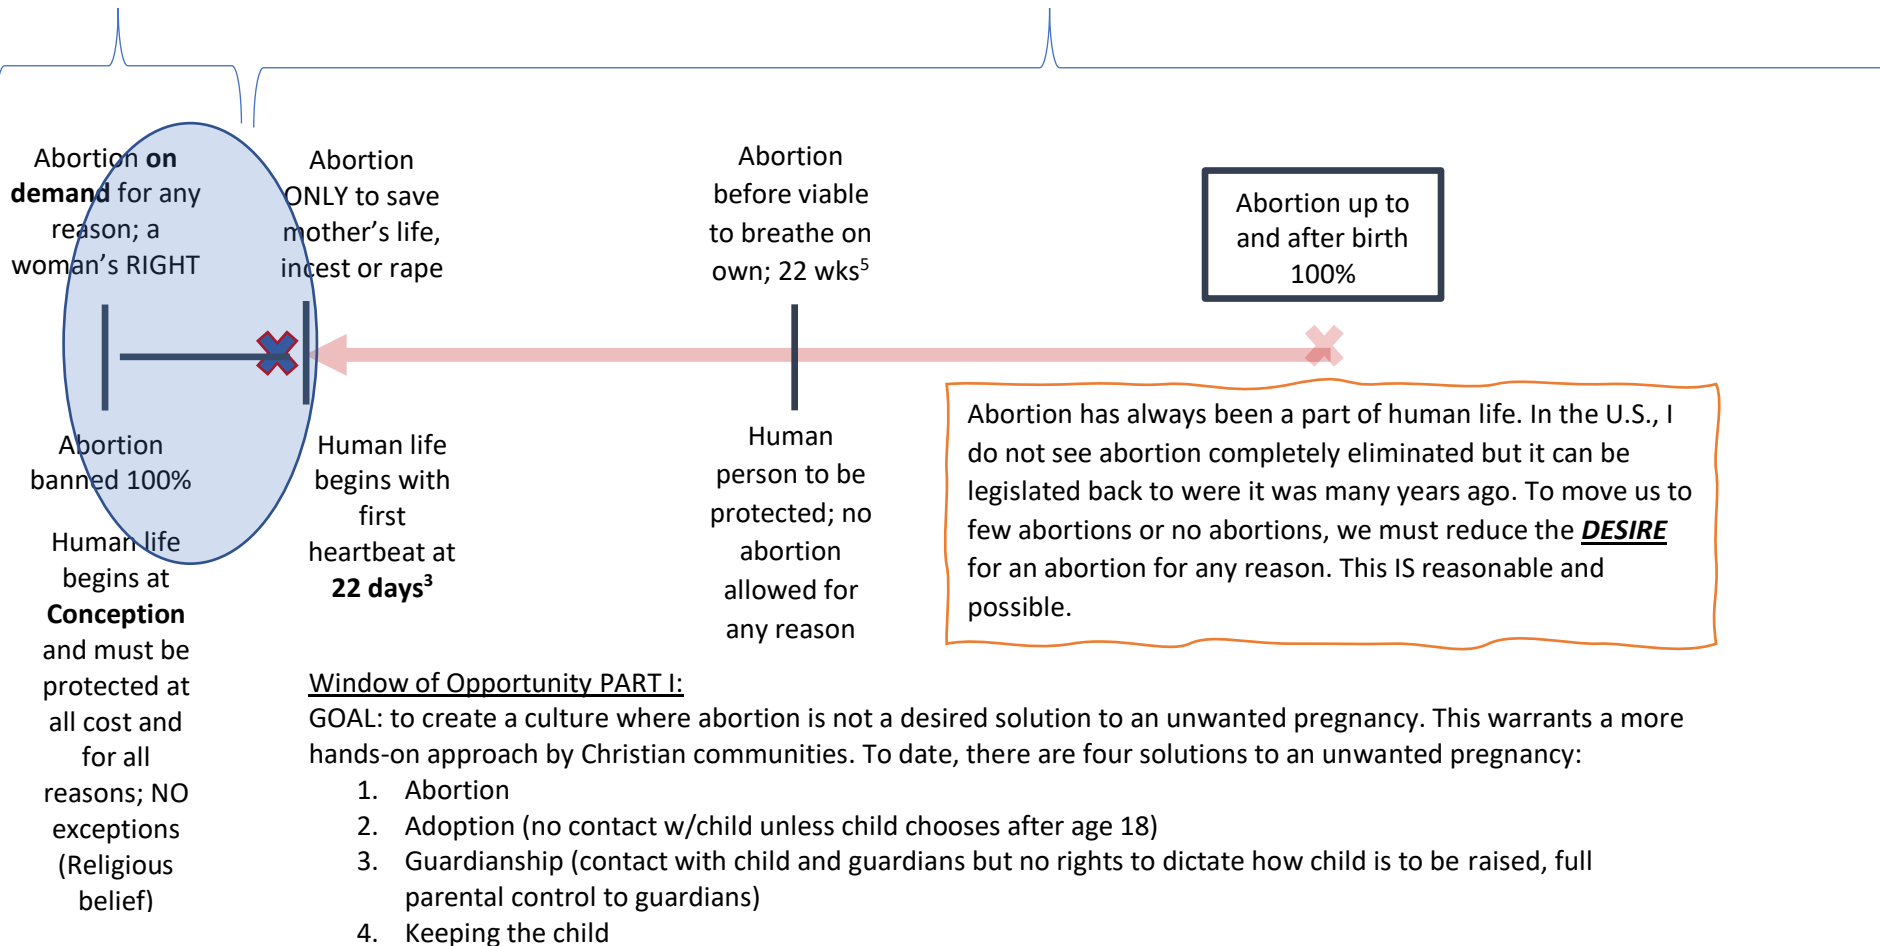 Abortion on
demand for any
reason; a
woman's RIGHT
Abortion
ONLY to save
mother's life,
incest or rape
Abortion
before viable
to breathe on
own; 22 wks⁵
Abortion up to
and after birth
100%
Abortion
banned 100%
Human life
begins at
Conception
and must be
protected at
all cost and
for all
reasons; NO
exceptions
(Religious
belief)
Human life
begins with
first
heartbeat at
22 days³
Human
person to be
protected; no
abortion
allowed for
any reason
Abortion has always been a part of human life. In the U.S., I
do not see abortion completely eliminated but it can be
legislated back to were it was many years ago. To move us to
few abortions or no abortions, we must reduce the DESIRE
for an abortion for any reason. This IS reasonable and
possible.
Window of Opportunity PART I:
GOAL: to create a culture where abortion is not a desired solution to an unwanted pregnancy. This warrants a more
hands-on approach by Christian communities. To date, there are four solutions to an unwanted pregnancy:
1. Abortion
2. Adoption (no contact w/child unless child chooses after age 18)
3. Guardianship (contact with child and guardians but no rights to dictate how child is to be raised, full
parental control to guardians)
4. Keeping the child